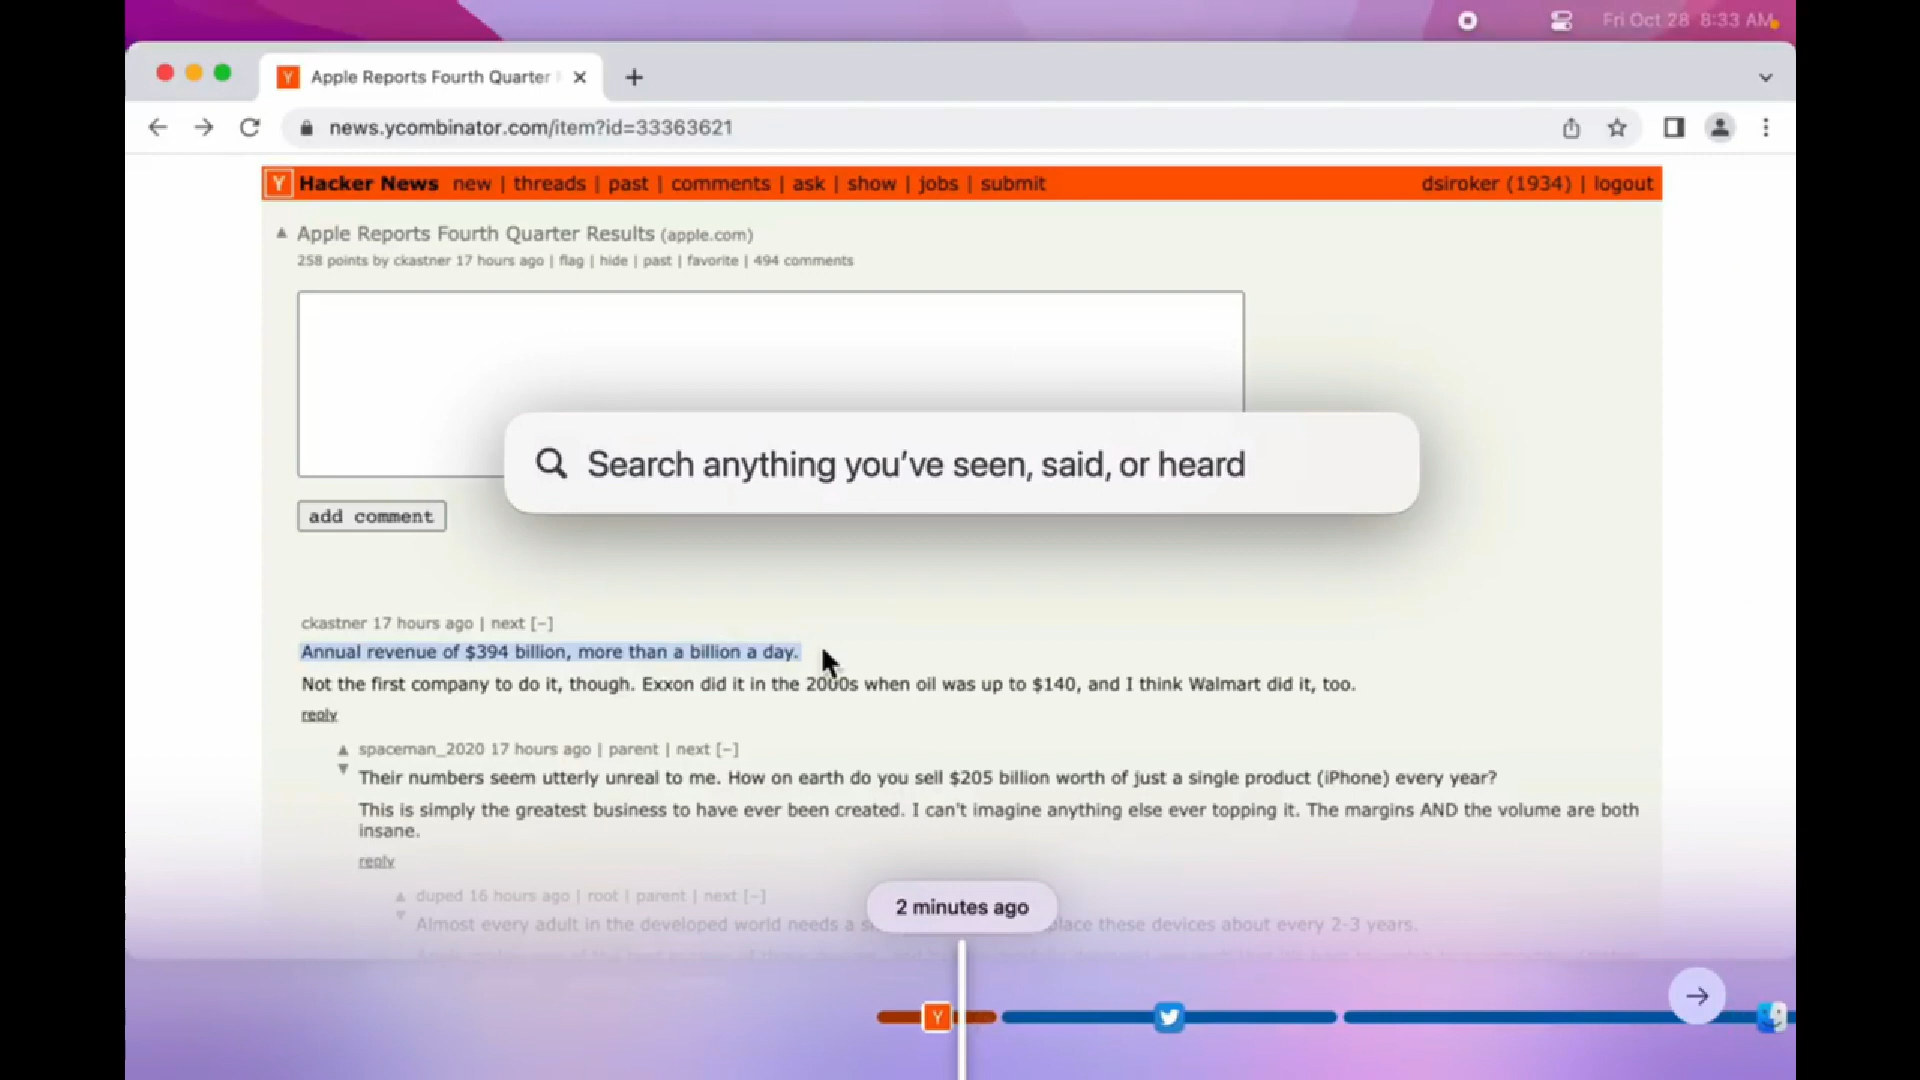 Fri Oct 28 8:33 AM
Apple Reports Fourth Quarter
news.ycombinator.com/item?id=33363621
Y Hacker News new | threads | past | comments | ask | show | jobs | submit dsiroker (1934) | logout
Apple Reports Fourth Quarter Results (apple.com)
258 points by ckastner 17 hours ago | flag | hide | past | favorite | 494 comments
Search anything you've seen, said, or heard
add comment
ckastner 17 hours ago | next [–]
Annual revenue of $394 billion, more than a billion a day.
Not the first company to do it, though. Exxon did it in the 2000s when oil was up to $140, and I think Walmart did it, too.
reply
spaceman_2020 17 hours ago | parent | next [–]
Their numbers seem utterly unreal to me. How on earth do you sell $205 billion worth of just a single product (iPhone) every year?
This is simply the greatest business to have ever been created. I can't imagine anything else ever topping it. The margins AND the volume are both
insane.
reply
duped 16 hours ago | root | parent | next [–]
2 minutes ago
Almost every adult in the developed world needs a these devices about every 2-3 years.
Y